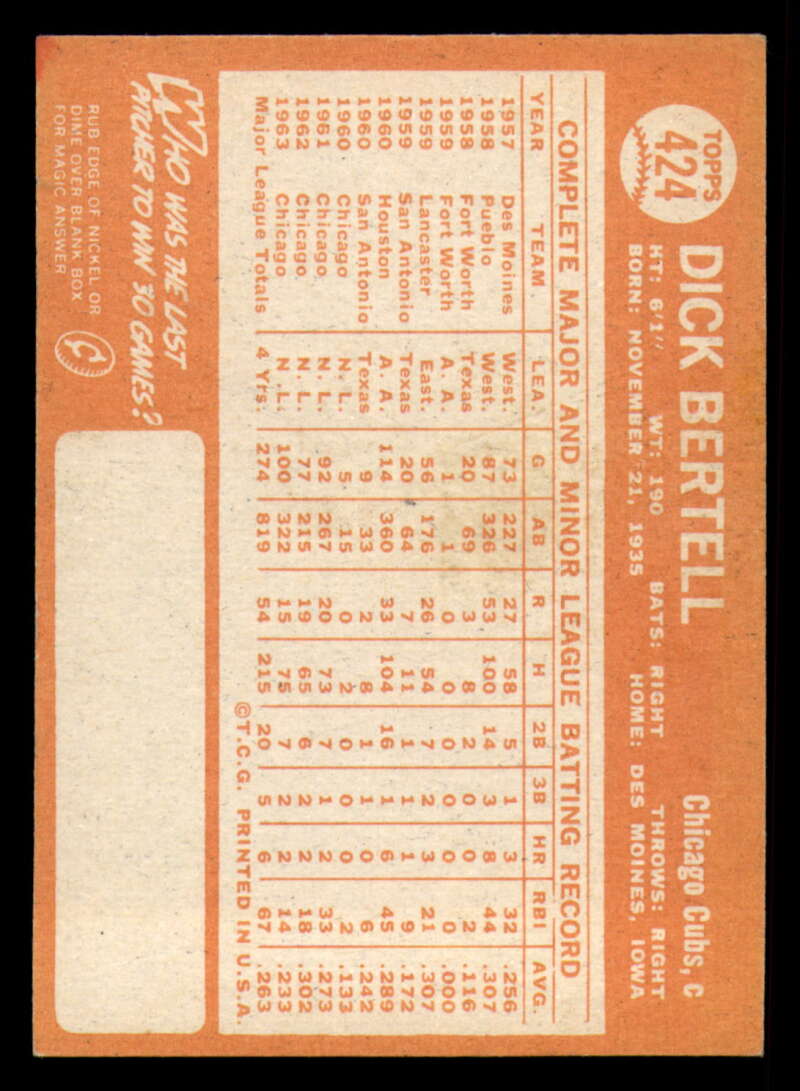 TOPPS
424
DICK BERTELL
Chicago Cubs, c
HT: 6'1" WT: 190 BATS: RIGHT THROWS: RIGHT
BORN: NOVEMBER 21, 1935 HOME: DES MOINES, IOWA
COMPLETE MAJOR AND MINOR LEAGUE BATTING RECORD
YEAR TEAM LEA. G AB R H 2B 3B HR RBI AVG.
1957 Des Moines West. 73 227 27 58 5 1 3 32 .256
1958 Pueblo West. 87 326 53 100 14 3 8 44 .307
1958 Fort Worth Texas 20 69 3 8 2 0 0 2 .116
1959 Fort Worth A. A. 1 1 0 0 0 0 0 0 .000
1959 Lancaster East. 56 176 26 54 7 2 3 21 .307
1959 San Antonio Texas 20 64 7 11 1 1 1 9 .172
1960 Houston A. A. 114 360 33 104 16 1 6 45 .289
1960 San Antonio Texas 9 33 2 8 1 1 0 6 .242
1960 Chicago N. L. 5 15 0 2 0 0 0 2 .133
1961 Chicago N. L. 92 267 20 73 7 1 2 33 .273
1962 Chicago N. L. 77 215 19 65 6 2 2 18 .302
1963 Chicago N. L. 100 322 15 75 7 2 2 14 .233
Major League Totals 4 Yrs. 274 819 54 215 20 5 6 67 .263
©T.C.G. PRINTED IN U.S.A.
WHO WAS THE LAST
PITCHER TO WIN 30 GAMES?
RUB EDGE OF NICKEL OR
DIME OVER BLANK BOX
FOR MAGIC ANSWER